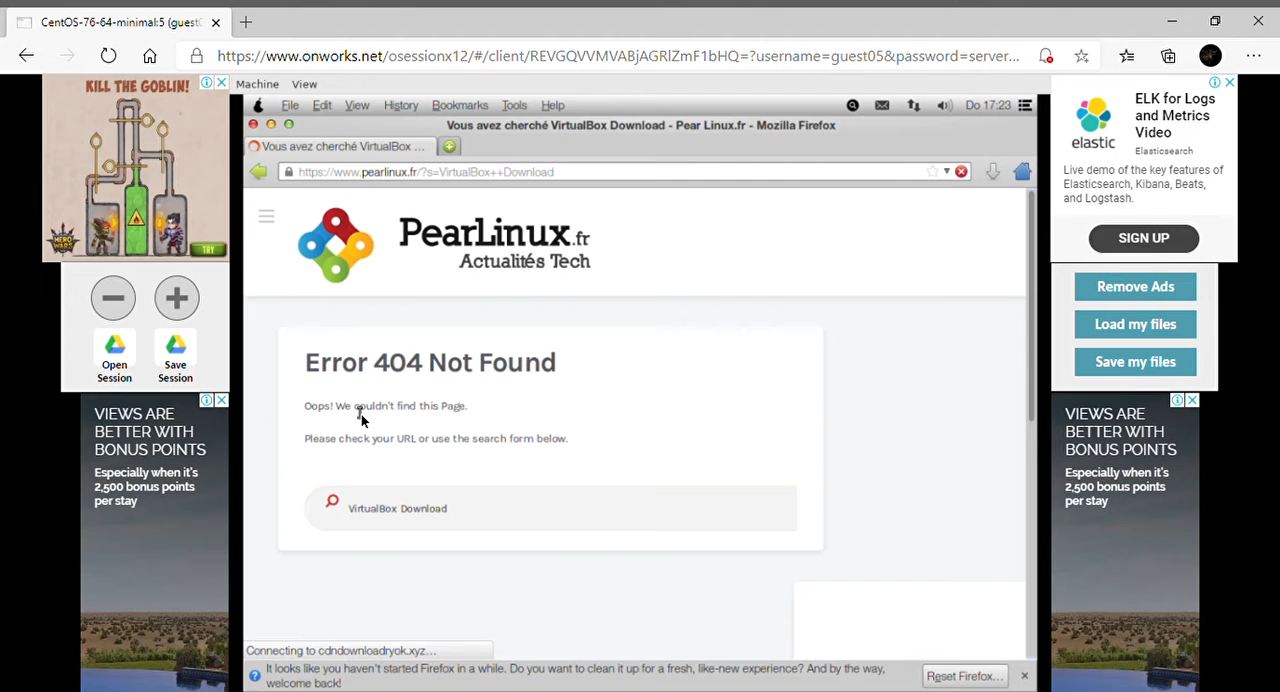 CentOS-76-64-minimal:5 (guest
https://www.onworks.net/osessionx12/#/client/REVGQVVMVABjAGRlZmF1bHQ=?username=guest05&password=server...
KILL THE GOBLIN!
HERO WARS
TRY
Open Session
Save Session
VIEWS ARE
BETTER WITH
BONUS POINTS
Especially when it's
2,500 bonus points
per stay
Machine View
File Edit View History Bookmarks Tools Help Do 17:23
Vous avez cherché VirtualBox Download - Pear Linux.fr - Mozilla Firefox
Vous avez cherché VirtualBox ...
https://www.pearlinux.fr/?s=VirtualBox++Download
PearLinux.fr
Actualités Tech
Error 404 Not Found
Oops! We couldn't find this Page.
Please check your URL or use the search form below.
VirtualBox Download
Connecting to cdndownloadryok.xyz...
It looks like you haven't started Firefox in a while. Do you want to clean it up for a fresh, like-new experience? And by the way,
welcome back!
Reset Firefox...
elastic
ELK for Logs
and Metrics
Video
Elasticsearch
Live demo of the key features of
Elasticsearch, Kibana, Beats,
and Logstash.
SIGN UP
Remove Ads
Load my files
Save my files
VIEWS ARE
BETTER WITH
BONUS POINTS
Especially when it's
2,500 bonus points
per stay